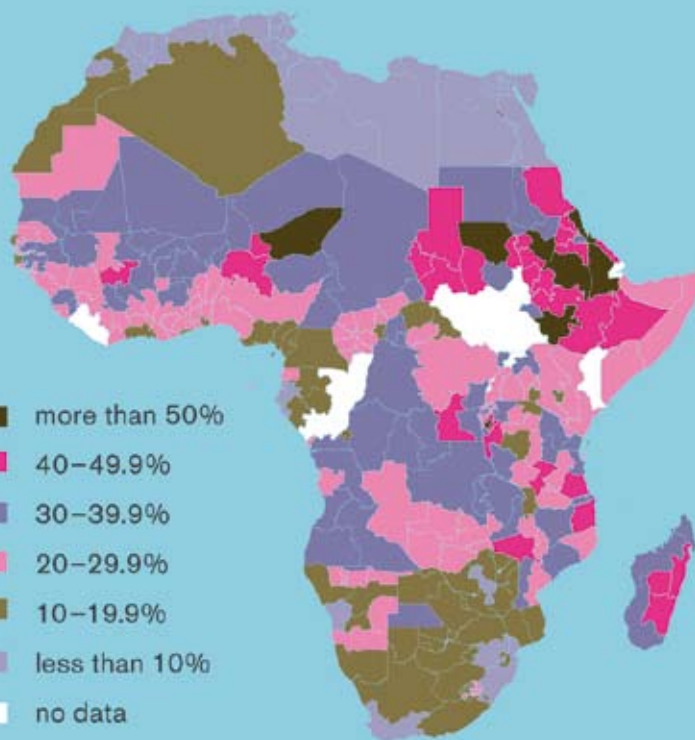 more than 50%
40–49.9%
30–39.9%
20–29.9%
10–19.9%
less than 10%
no data